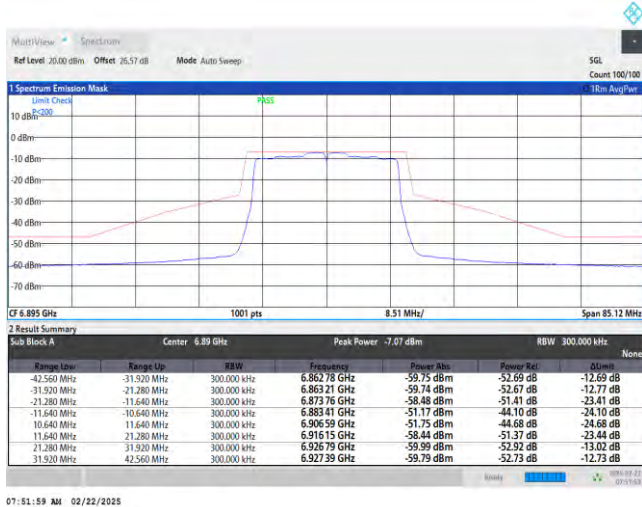 MultiView Spectrum
Ref Level 20.00 dBm Offset 26.57 dB Mode Auto Sweep SGL
Count 100/100
1 Spectrum Emission Mask 1Rm AvgPwr
Limit Check PASS
P<200
10 dBm
0 dBm
-10 dBm
-20 dBm
-30 dBm
-40 dBm
-50 dBm
-60 dBm
-70 dBm
CF 6.895 GHz 1001 pts 8.51 MHz/ Span 85.12 MHz
2 Result Summary
Sub Block A Center 6.89 GHz Peak Power -7.07 dBm RBW 300.000 kHz
None
Range Low Range Up RBW Frequency Power Abs Power Rel ΔLimit
-42.560 MHz -31.920 MHz 300.000 kHz 6.86278 GHz -59.75 dBm -52.69 dB -12.69 dB
-31.920 MHz -21.280 MHz 300.000 kHz 6.86321 GHz -59.74 dBm -52.67 dB -12.77 dB
-21.280 MHz -11.640 MHz 300.000 kHz 6.87376 GHz -58.48 dBm -51.41 dB -23.41 dB
-11.640 MHz -10.640 MHz 300.000 kHz 6.88341 GHz -51.17 dBm -44.10 dB -24.10 dB
10.640 MHz 11.640 MHz 300.000 kHz 6.90659 GHz -51.75 dBm -44.68 dB -24.68 dB
11.640 MHz 21.280 MHz 300.000 kHz 6.91615 GHz -58.44 dBm -51.37 dB -23.44 dB
21.280 MHz 31.920 MHz 300.000 kHz 6.92679 GHz -59.99 dBm -52.92 dB -13.02 dB
31.920 MHz 42.560 MHz 300.000 kHz 6.92739 GHz -59.79 dBm -52.73 dB -12.73 dB
Ready
07:51:59 AM 02/22/2025